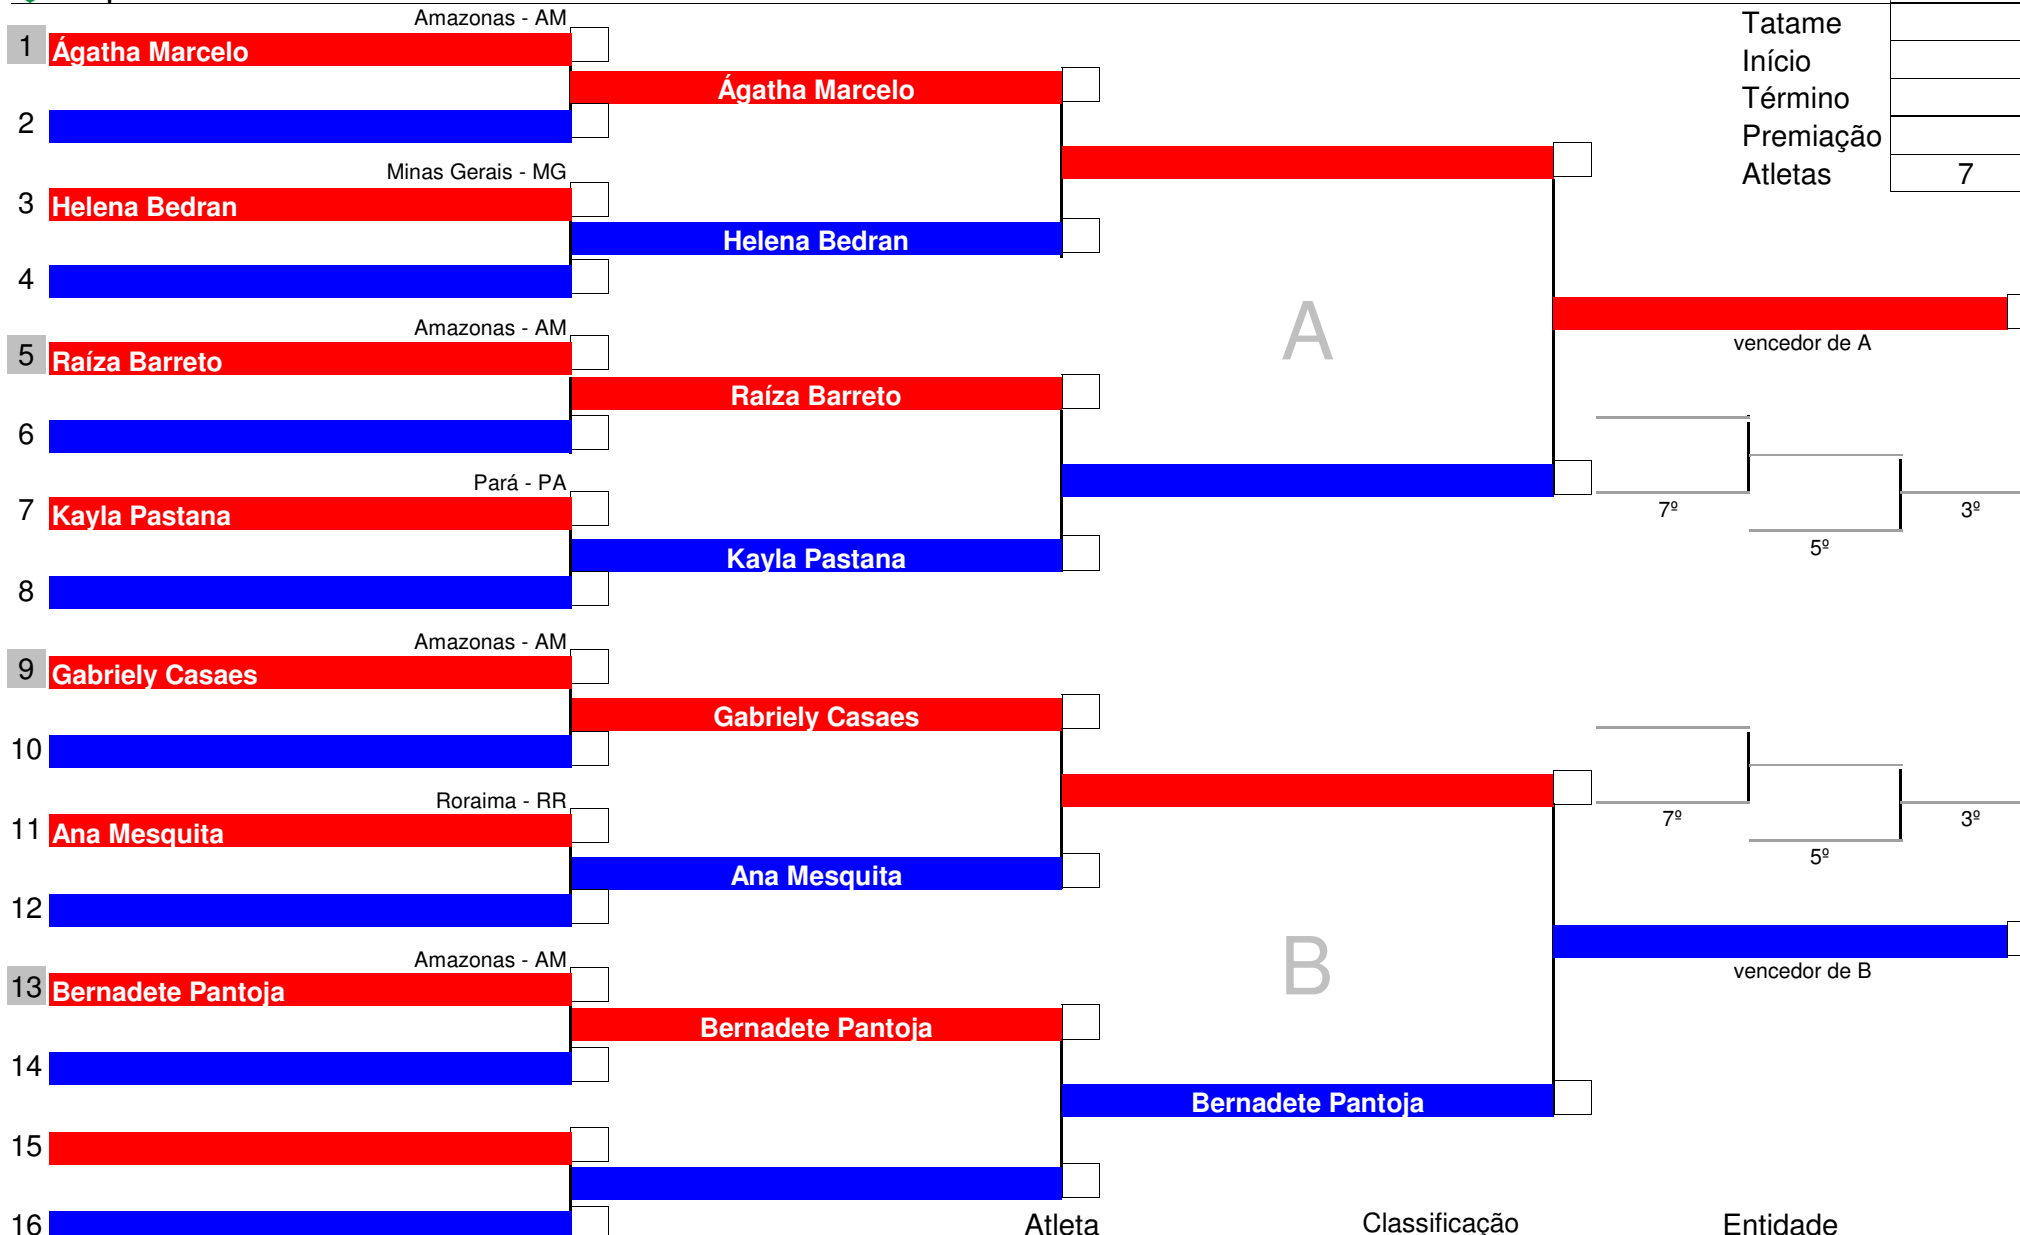 Amazonas - AM
Tatame
1 Ágatha Marcelo
Início
Ágatha Marcelo
Término
2
Premiação
Minas Gerais - MG
Atletas 7
3 Helena Bedran
Helena Bedran
4
Amazonas - AM
A
vencedor de A
5 Raíza Barreto
Raíza Barreto
6
Pará - PA
7 Kayla Pastana
7º 3º
5º
Kayla Pastana
8
Amazonas - AM
9 Gabriely Casaes
Gabriely Casaes
10
Roraima - RR
7º 3º
11 Ana Mesquita
5º
Ana Mesquita
12
Amazonas - AM
B
vencedor de B
13 Bernadete Pantoja
Bernadete Pantoja
14
Bernadete Pantoja
15
16
Atleta Classificação Entidade